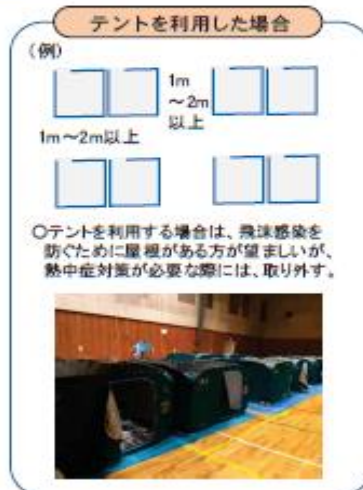 テントを利用した場合
(例)
1m
～2m
以上
1m～2m以上
○テントを利用する場合は、飛沫感染を
防ぐために屋根がある方が望ましいが、
熱中症対策が必要な際には、取り外す。